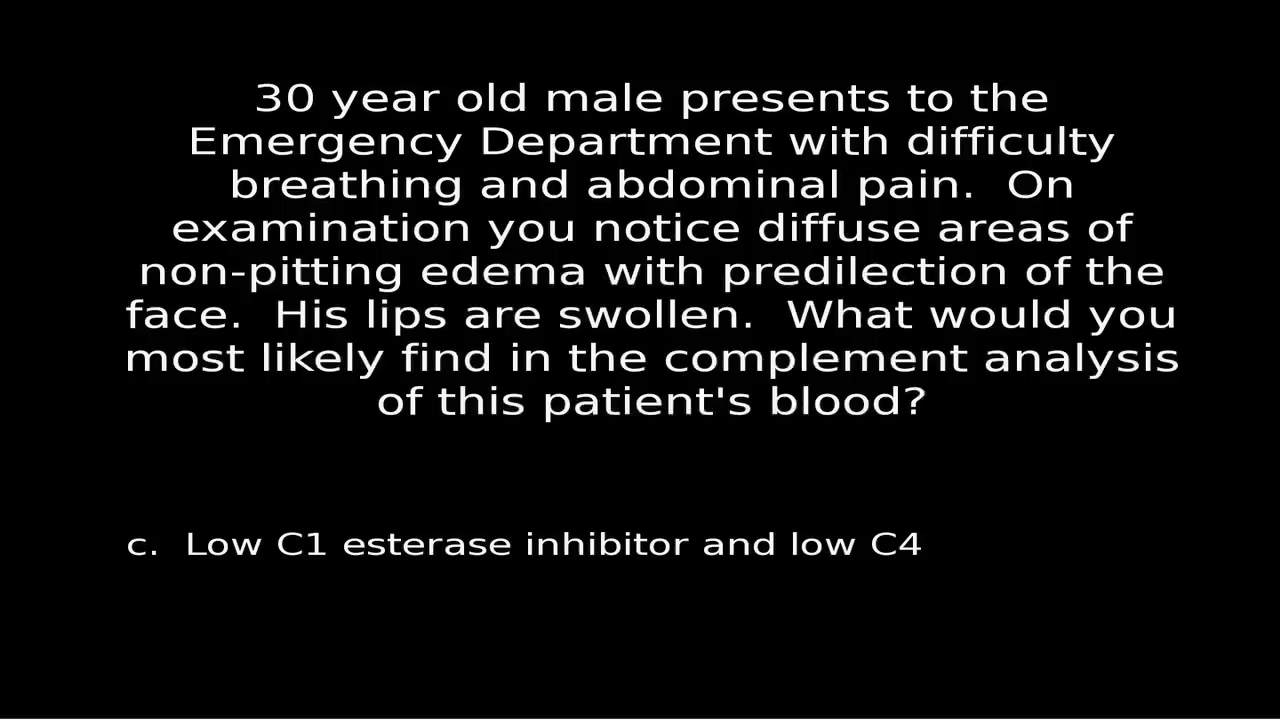 30 year old male presents to the
Emergency Department with difficulty
breathing and abdominal pain.  On
examination you notice diffuse areas of
non-pitting edema with predilection of the
face.  His lips are swollen.  What would you
most likely find in the complement analysis
of this patient's blood?
c.  Low C1 esterase inhibitor and low C4